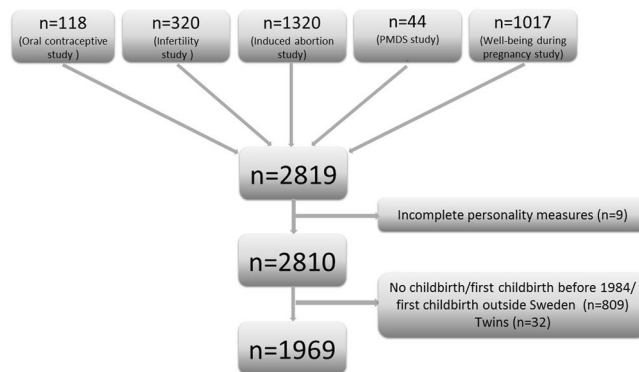 n=118
(Oral contraceptive
study )
n=320
(Infertility
study )
n=1320
(Induced abortion
study)
n=44
(PMDS study)
n=1017
(Well-being during
pregnancy study)
n=2819
Incomplete personality measures (n=9)
n=2810
No childbirth/first childbirth before 1984/
first childbirth outside Sweden (n=809)
Twins (n=32)
n=1969